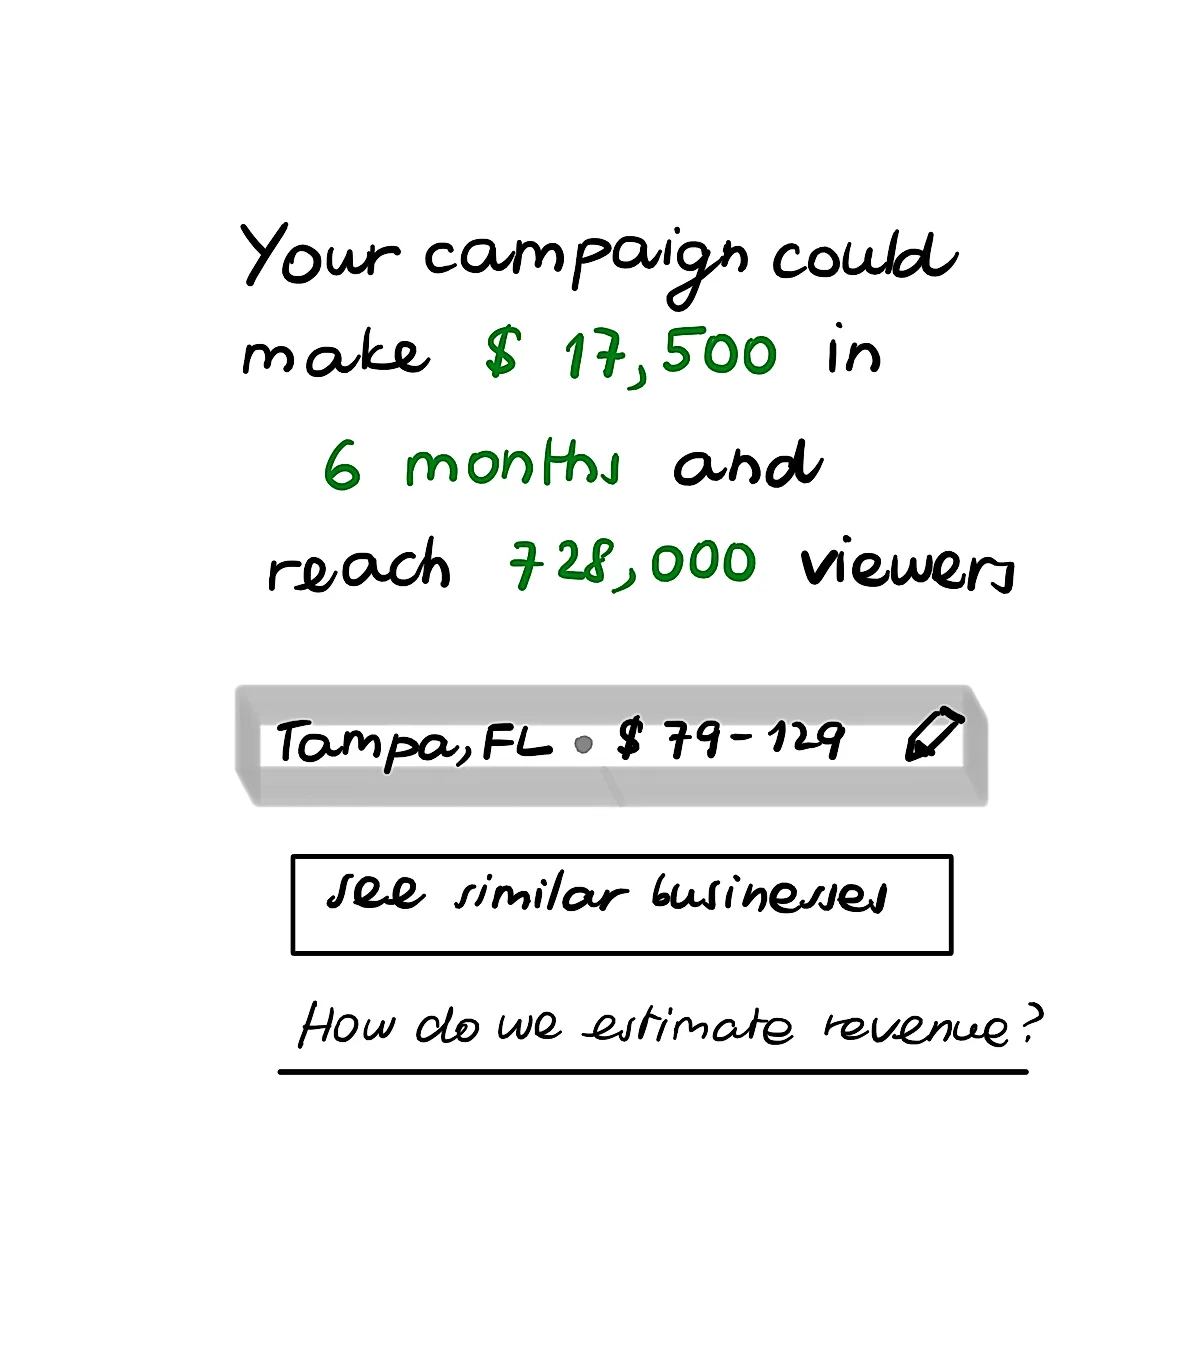 Your campaign could
make $ 17,500 in
6 months and
reach 728,000 viewers
Tampa, FL • $ 79-129
see similar businesses
How do we estimate revenue?